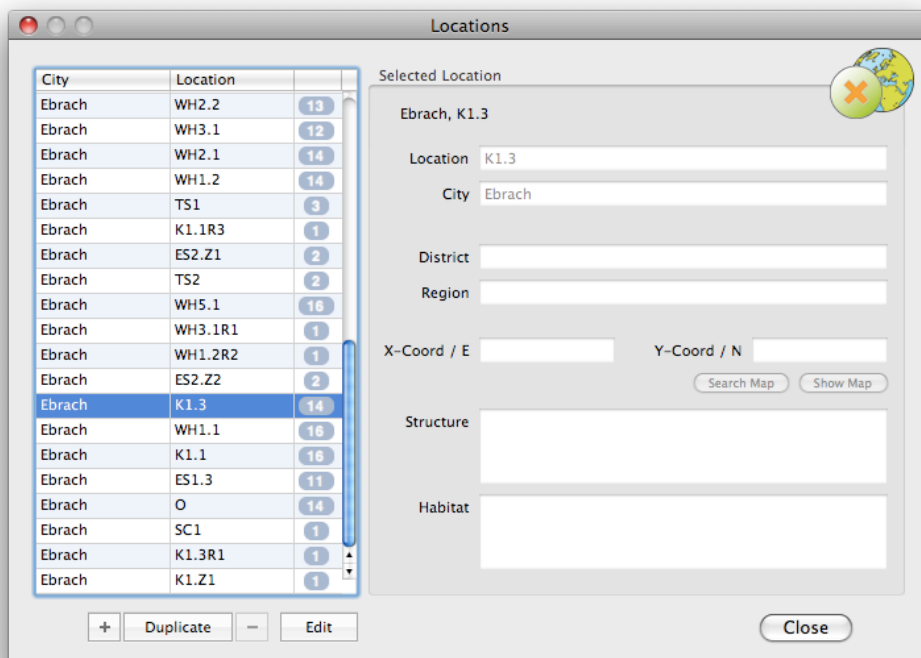 Locations
City Location
Ebrach WH2.2 13
Ebrach WH3.1 12
Ebrach WH2.1 14
Ebrach WH1.2 14
Ebrach TS1 3
Ebrach K1.1R3 1
Ebrach ES2.Z1 2
Ebrach TS2 2
Ebrach WH5.1 16
Ebrach WH3.1R1 1
Ebrach WH1.2R2 1
Ebrach ES2.Z2 2
Ebrach K1.3 14
Ebrach WH1.1 16
Ebrach K1.1 16
Ebrach ES1.3 11
Ebrach O 14
Ebrach SC1 1
Ebrach K1.3R1 1
Ebrach K1.Z1 1
+ Duplicate − Edit
Selected Location
Ebrach, K1.3
Location K1.3
City Ebrach
District
Region
X-Coord / E Y-Coord / N
Search Map Show Map
Structure
Habitat
Close